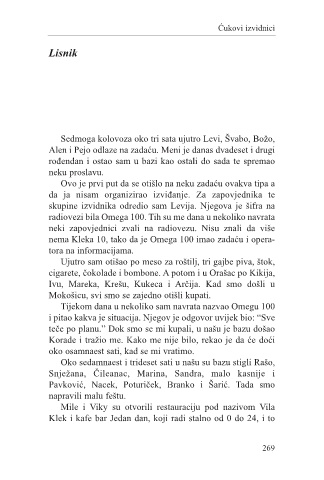 Ćukovi izvidnici
Lisnik
Sedmoga kolovoza oko tri sata ujutro Levi, Švabo, Božo,
Alen i Pejo odlaze na zadaću. Meni je danas dvadeset i drugi
rođendan i ostao sam u bazi kao ostali do sada te spremao
neku proslavu.
Ovo je prvi put da se otišlo na neku zadaću ovakva tipa a
da ja nisam organizirao izviđanje. Za zapovjednika te
skupine izvidnika odredio sam Levija. Njegova je šifra na
radiovezi bila Omega 100. Tih su me dana u nekoliko navrata
neki zapovjednici zvali na radiovezu. Nisu znali da više
nema Kleka 10, tako da je Omega 100 imao zadaću i opera-
tora na informacijama.
Ujutro sam otišao po meso za roštilj, tri gajbe piva, štok,
cigarete, čokolade i bombone. A potom i u Orašac po Kikija,
Ivu, Mareka, Krešu, Kukeca i Arčija. Kad smo došli u
Mokošicu, svi smo se zajedno otišli kupati.
Tijekom dana u nekoliko sam navrata nazvao Omegu 100
i pitao kakva je situacija. Njegov je odgovor uvijek bio: “Sve
teče po planu.” Dok smo se mi kupali, u našu je bazu došao
Korade i tražio me. Kako me nije bilo, rekao je da će doći
oko osamnaest sati, kad se mi vratimo.
Oko sedamnaest i trideset sati u našu su bazu stigli Rašo,
Snježana, Čileanac, Marina, Sandra, malo kasnije i
Pavković, Nacek, Poturiček, Branko i Šarić. Tada smo
napravili malu feštu.
Mile i Viky su otvorili restauraciju pod nazivom Vila
Klek i kafe bar Jedan dan, koji radi stalno od 0 do 24, i to
269